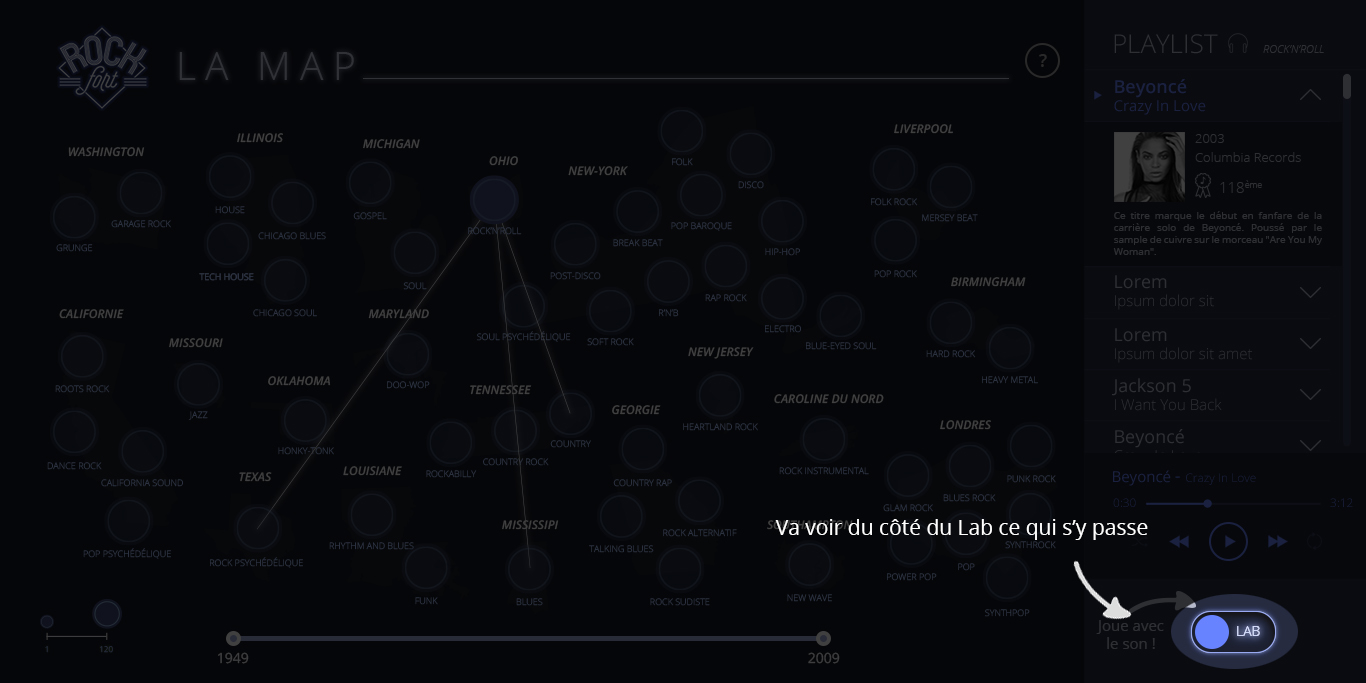 ROCK
fort
LA MAP
?
WASHINGTON
GRUNGE
GARAGE ROCK
ILLINOIS
HOUSE
CHICAGO BLUES
TECH HOUSE
CHICAGO SOUL
MICHIGAN
GOSPEL
SOUL
OHIO
ROCK'N'ROLL
NEW-YORK
FOLK
DISCO
POP BAROQUE
BREAK BEAT
HIP-HOP
POST-DISCO
RAP ROCK
R'N'B
SOUL PSYCHÉDÉLIQUE
SOFT ROCK
ELECTRO
BLUE-EYED SOUL
LIVERPOOL
FOLK ROCK
MERSEY BEAT
POP ROCK
BIRMINGHAM
HARD ROCK
HEAVY METAL
CALIFORNIE
ROOTS ROCK
DANCE ROCK
CALIFORNIA SOUND
POP PSYCHÉDÉLIQUE
MISSOURI
JAZZ
MARYLAND
DOO-WOP
OKLAHOMA
HONKY-TONK
TENNESSEE
ROCKABILLY
COUNTRY ROCK
COUNTRY
NEW JERSEY
HEARTLAND ROCK
GEORGIE
COUNTRY RAP
ROCK ALTERNATIF
TALKING BLUES
ROCK SUDISTE
CAROLINE DU NORD
ROCK INSTRUMENTAL
LONDRES
PUNK ROCK
BLUES ROCK
GLAM ROCK
SYNTHROCK
POWER POP
POP
SYNTHPOP
TEXAS
ROCK PSYCHÉDÉLIQUE
LOUISIANE
RHYTHM AND BLUES
FUNK
MISSISSIPI
BLUES
SOUTHAMPTON
NEW WAVE
Va voir du côté du Lab ce qui s'y passe
1
120
1949
2009
PLAYLIST
ROCK'N'ROLL
Beyoncé
Crazy In Love
2003
Columbia Records
118ème
Ce titre marque le début en fanfare de la
carrière solo de Beyoncé. Poussé par le
sample de cuivre sur le morceau "Are You My
Woman".
Lorem
Ipsum dolor sit
Lorem
Ipsum dolor sit amet
Jackson 5
I Want You Back
Beyoncé
Beyoncé - Crazy In Love
0:30
3:12
Joue avec
le son !
LAB